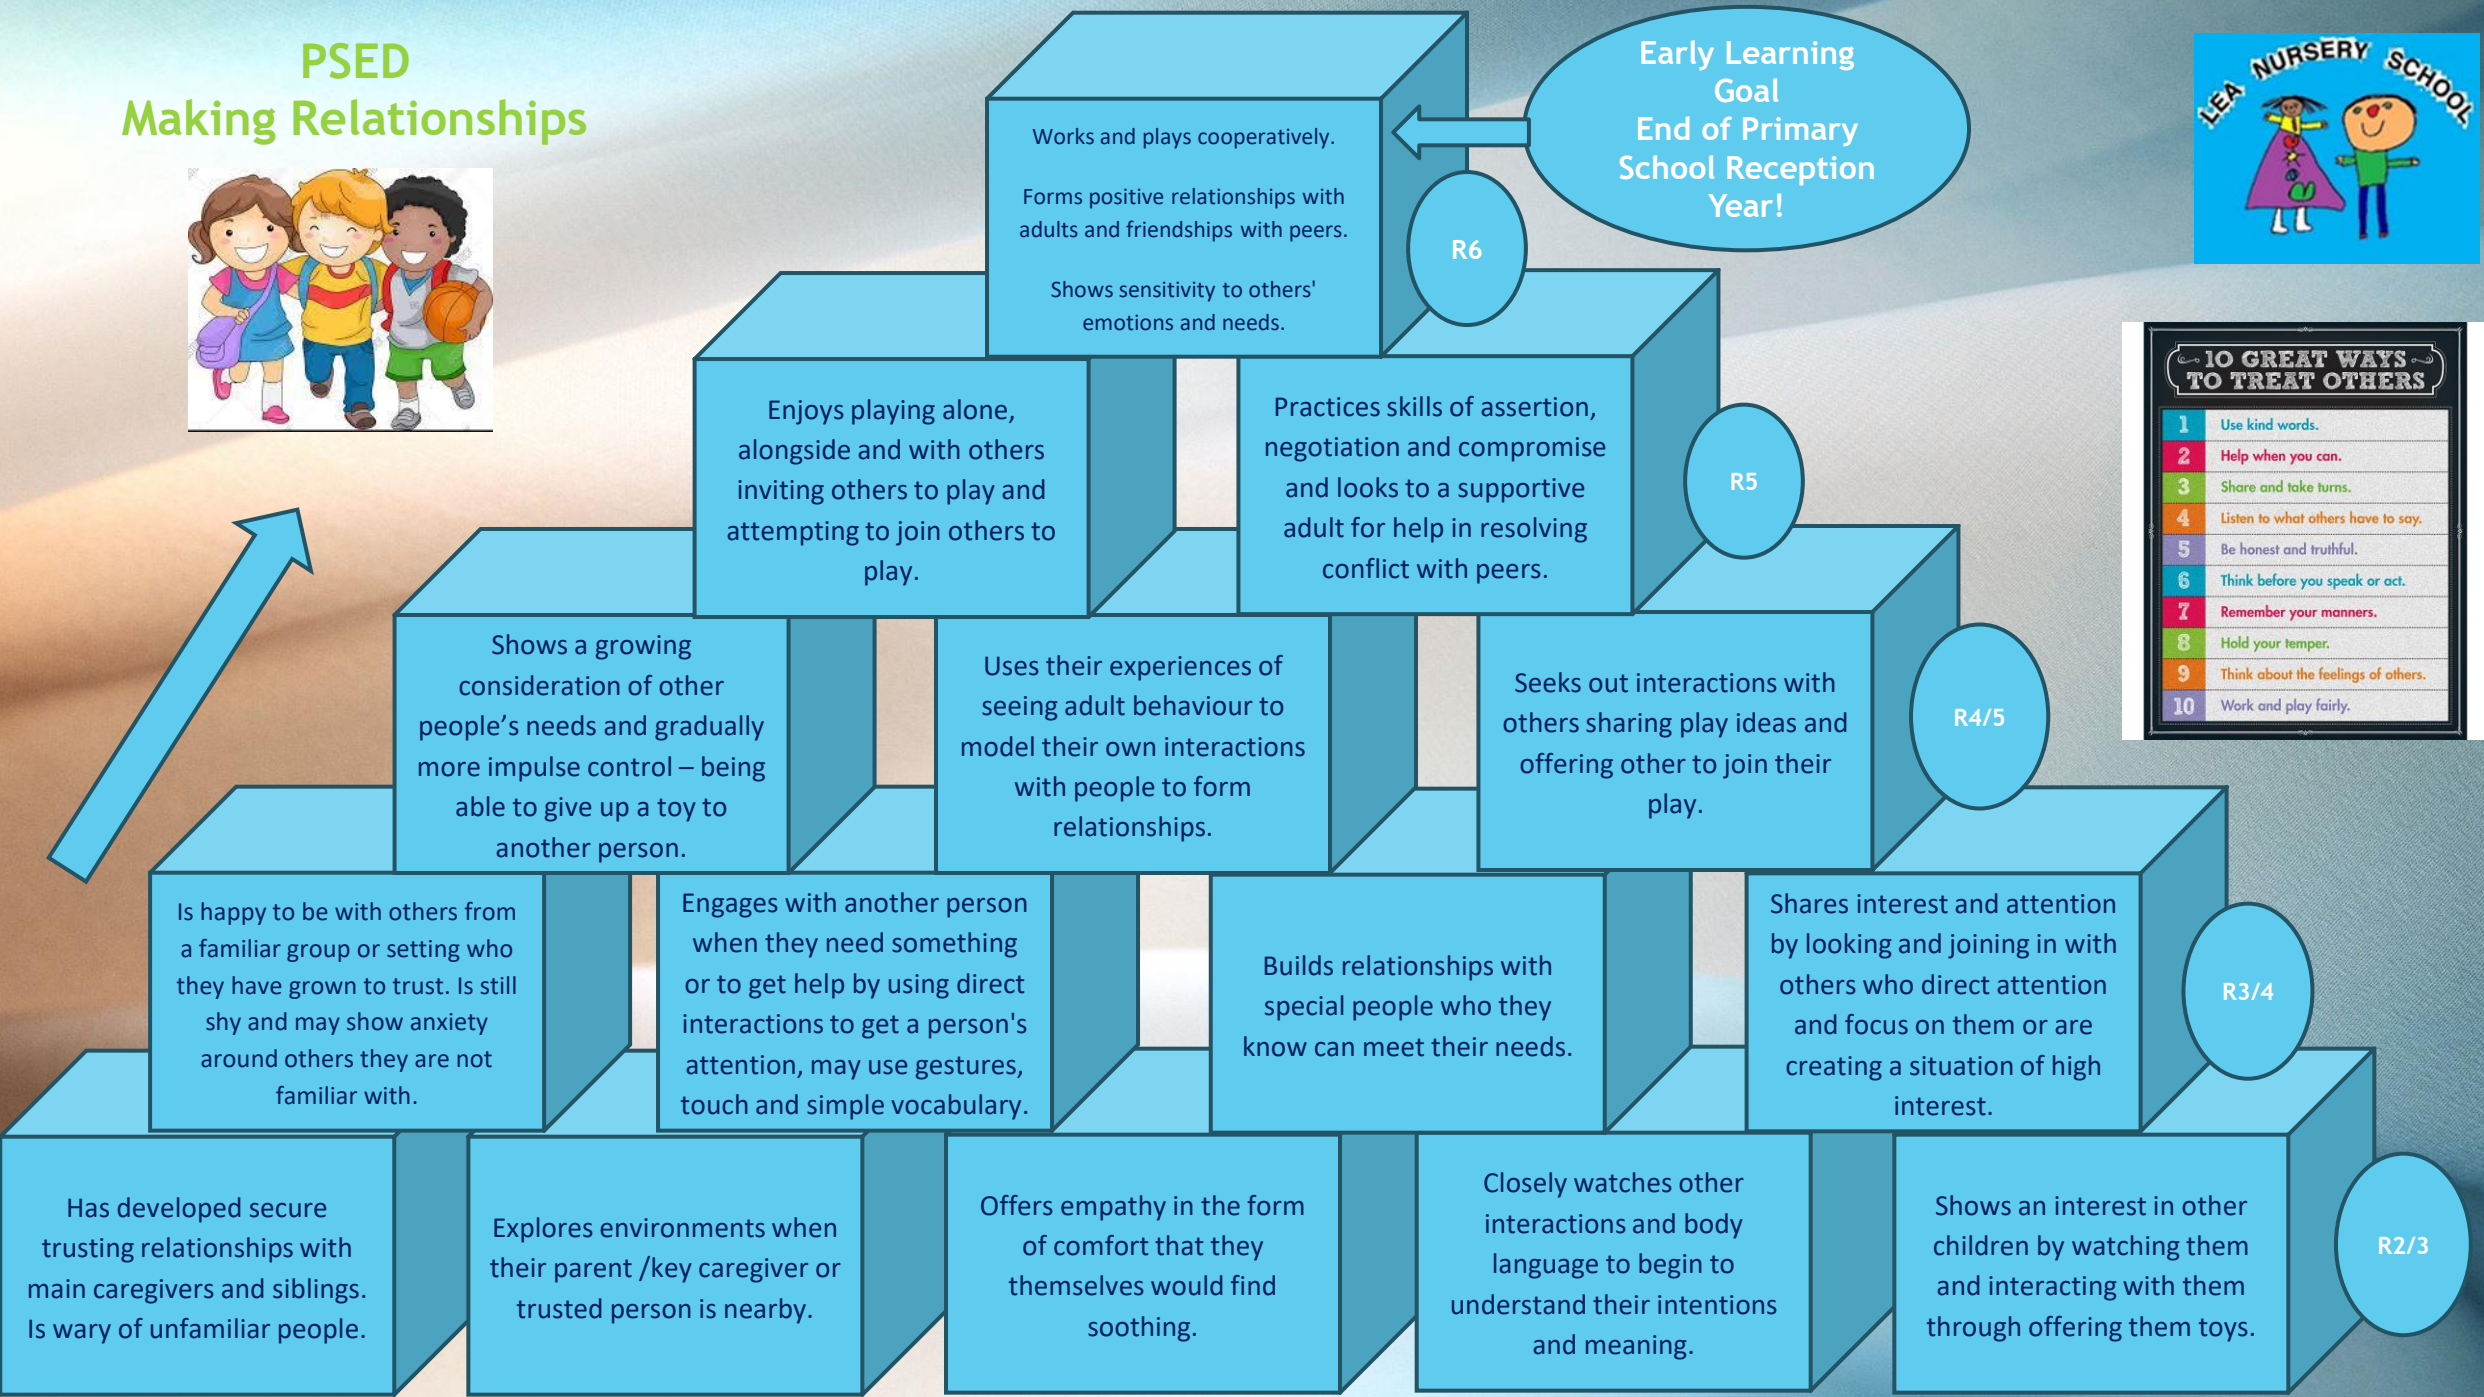 PSED
Making Relationships
Early Learning
Goal
End of Primary
School Reception
Year!
LEA NURSERY SCHOOL
Works and plays cooperatively.
Forms positive relationships with
adults and friendships with peers.
Shows sensitivity to others'
emotions and needs.
R6
Enjoys playing alone,
alongside and with others
inviting others to play and
attempting to join others to
play.
Practices skills of assertion,
negotiation and compromise
and looks to a supportive
adult for help in resolving
conflict with peers.
R5
10 GREAT WAYS
TO TREAT OTHERS
1 Use kind words.
2 Help when you can.
3 Share and take turns.
4 Listen to what others have to say.
5 Be honest and truthful.
6 Think before you speak or act.
7 Remember your manners.
8 Hold your temper.
9 Think about the feelings of others.
10 Work and play fairly.
Shows a growing
consideration of other
people’s needs and gradually
more impulse control – being
able to give up a toy to
another person.
Uses their experiences of
seeing adult behaviour to
model their own interactions
with people to form
relationships.
Seeks out interactions with
others sharing play ideas and
offering other to join their
play.
R4/5
Is happy to be with others from
a familiar group or setting who
they have grown to trust. Is still
shy and may show anxiety
around others they are not
familiar with.
Engages with another person
when they need something
or to get help by using direct
interactions to get a person's
attention, may use gestures,
touch and simple vocabulary.
Builds relationships with
special people who they
know can meet their needs.
Shares interest and attention
by looking and joining in with
others who direct attention
and focus on them or are
creating a situation of high
interest.
R3/4
Has developed secure
trusting relationships with
main caregivers and siblings.
Is wary of unfamiliar people.
Explores environments when
their parent /key caregiver or
trusted person is nearby.
Offers empathy in the form
of comfort that they
themselves would find
soothing.
Closely watches other
interactions and body
language to begin to
understand their intentions
and meaning.
Shows an interest in other
children by watching them
and interacting with them
through offering them toys.
R2/3